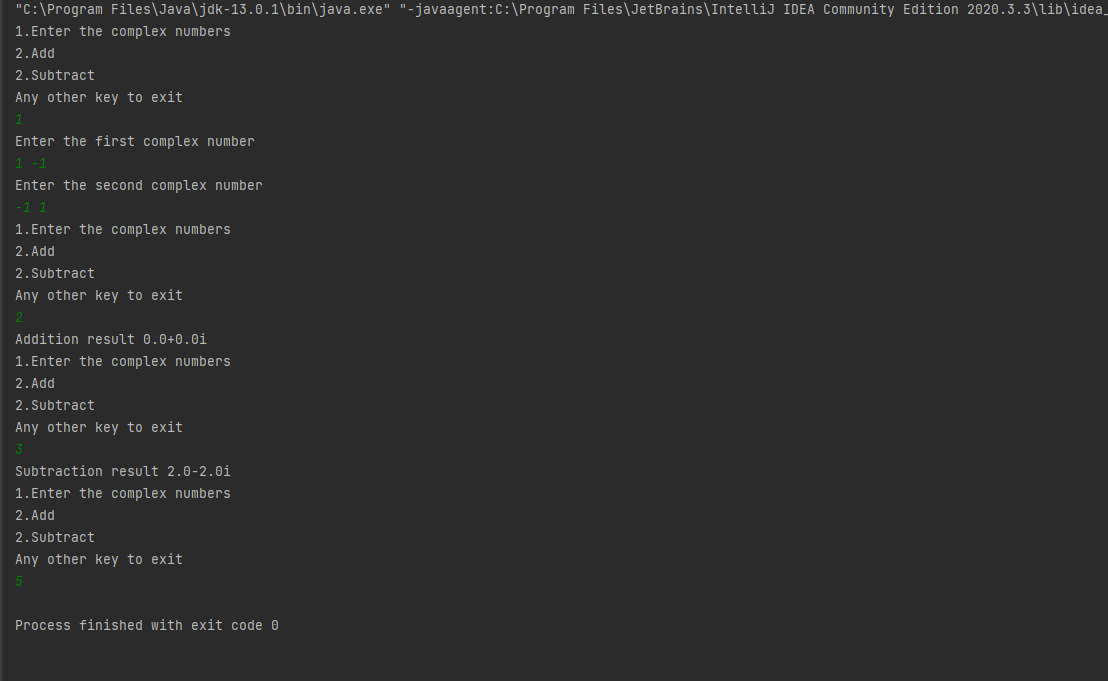 "C:\Program Files\Java\jdk-13.0.1\bin\java.exe" "-javaagent:C:\Program Files\JetBrains\IntelliJ IDEA Community Edition 2020.3.3\lib\idea_
1.Enter the complex numbers
2.Add
2.Subtract
Any other key to exit
1
Enter the first complex number
1 -1
Enter the second complex number
-1 1
1.Enter the complex numbers
2.Add
2.Subtract
Any other key to exit
2
Addition result 0.0+0.0i
1.Enter the complex numbers
2.Add
2.Subtract
Any other key to exit
3
Subtraction result 2.0-2.0i
1.Enter the complex numbers
2.Add
2.Subtract
Any other key to exit
5
Process finished with exit code 0